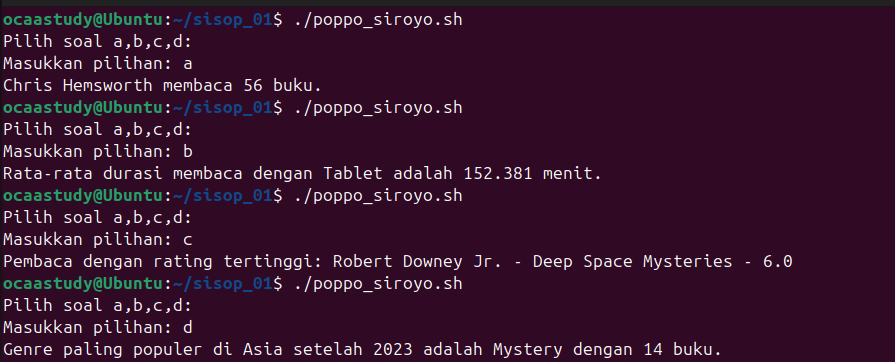 ocaastudy@Ubuntu:~/sisop_01$ ./poppo_siroyo.sh
Pilih soal a,b,c,d:
Masukkan pilihan: a
Chris Hemsworth membaca 56 buku.
ocaastudy@Ubuntu:~/sisop_01$ ./poppo_siroyo.sh
Pilih soal a,b,c,d:
Masukkan pilihan: b
Rata-rata durasi membaca dengan Tablet adalah 152.381 menit.
ocaastudy@Ubuntu:~/sisop_01$ ./poppo_siroyo.sh
Pilih soal a,b,c,d:
Masukkan pilihan: c
Pembaca dengan rating tertinggi: Robert Downey Jr. - Deep Space Mysteries - 6.0
ocaastudy@Ubuntu:~/sisop_01$ ./poppo_siroyo.sh
Pilih soal a,b,c,d:
Masukkan pilihan: d
Genre paling populer di Asia setelah 2023 adalah Mystery dengan 14 buku.